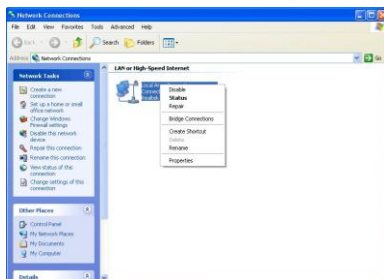 Network Connections
File Edit View Favorites Tools Advanced Help
Back Search Folders
Address Network Connections
Network Tasks
Create a new
connection
Set up a home or small
office network
Change Windows
Firewall settings
Disable this network
device
Repair this connection
Rename this connection
View status of this
connection
Change settings of this
connection
Other Places
Control Panel
My Network Places
My Documents
My Computer
Details
LAN or High-Speed Internet
Local
Disable
Status
Repair
Bridge Connections
Create Shortcut
Delete
Rename
Properties